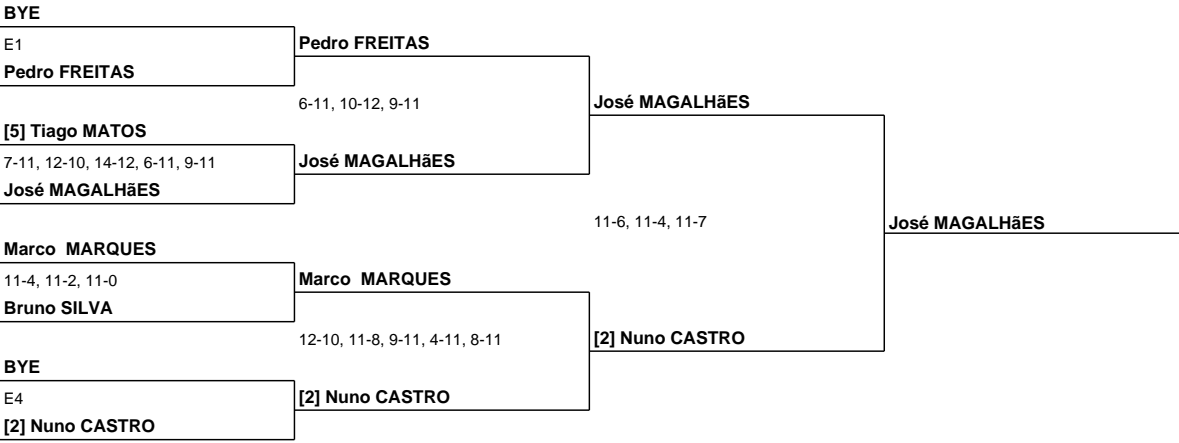 BYE
E1
Pedro FREITAS
Pedro FREITAS
6-11, 10-12, 9-11
José MAGALHãES
[5] Tiago MATOS
7-11, 12-10, 14-12, 6-11, 9-11
José MAGALHãES
José MAGALHãES
11-6, 11-4, 11-7
José MAGALHãES
Marco  MARQUES
11-4, 11-2, 11-0
Marco  MARQUES
Bruno SILVA
12-10, 11-8, 9-11, 4-11, 8-11
[2] Nuno CASTRO
BYE
E4
[2] Nuno CASTRO
[2] Nuno CASTRO